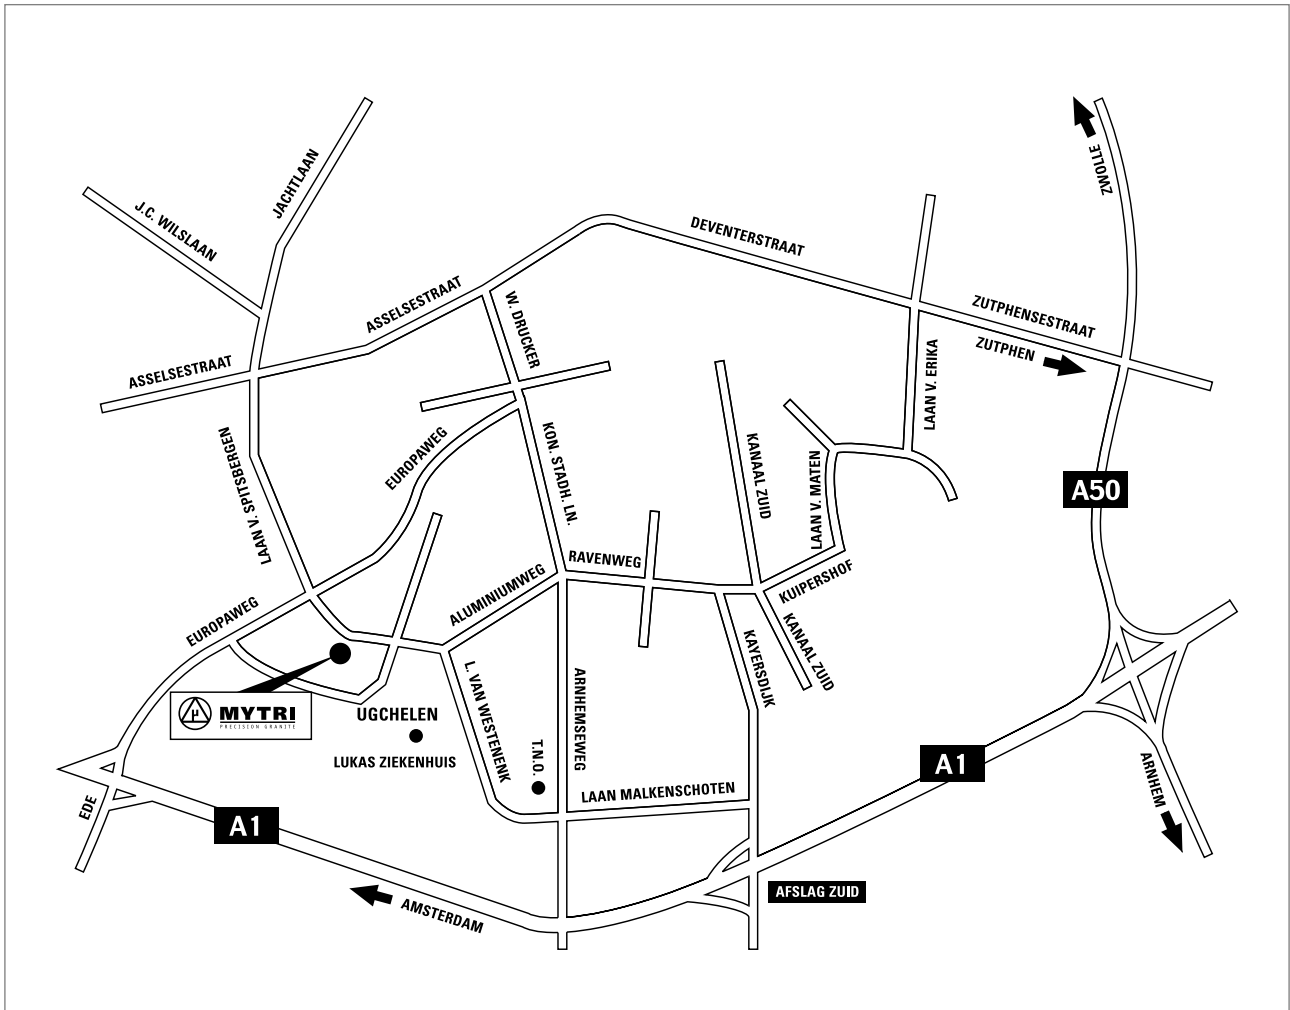 ZWOLLE
JACHTLAAN
J.C. WILSLAAN
DEVENTERSTRAAT
ASSELSESTRAAT
W. DRUCKER
ZUTPHENSESTRAAT
ZUTPHEN
LAAN V. ERIKA
ASSELSESTRAAT
LAAN V. SPITSBERGEN
EUROPAWEG
KON. STADH. LN.
KANAAL ZUID
LAAN V. MATEN
A50
RAVENWEG
KUIPERSHOF
ALUMINIUMWEG
EUROPAWEG
KANAAL ZUID
KAYERSDIJK
µ
MYTRI
PRECISION GRANITE
UGCHELEN
LUKAS ZIEKENHUIS
L. VAN WESTENENK
T.N.O.
ARNHEMSEWEG
LAAN MALKENSCHOTEN
A1
ARNHEM
EDE
A1
AFSLAG ZUID
AMSTERDAM